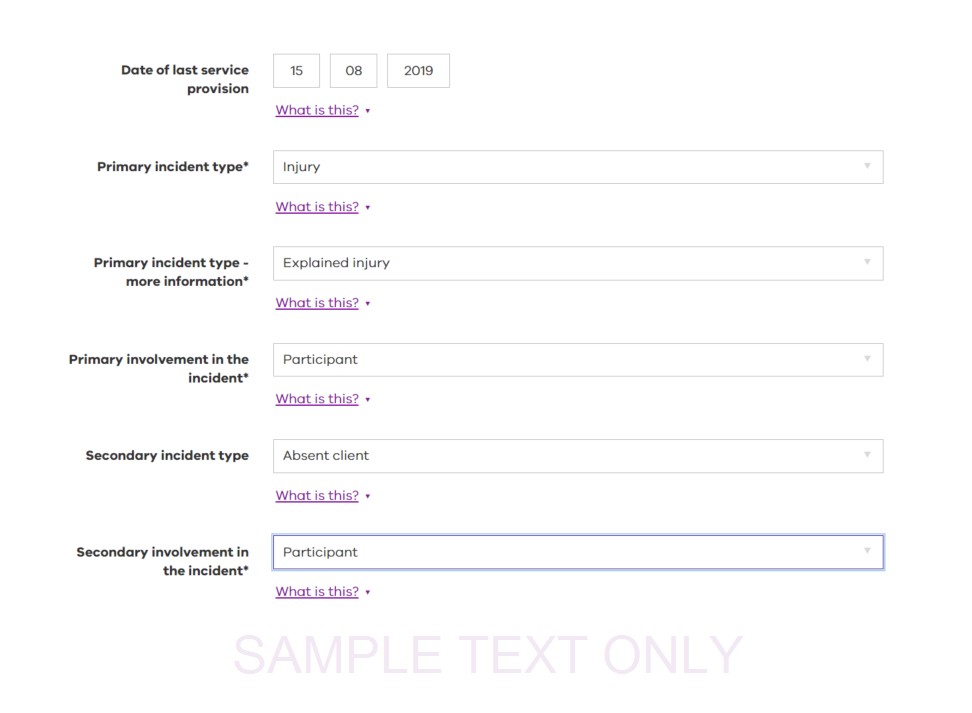 Date of last service provision
15 08 2019
What is this?
Primary incident type*
Injury
What is this?
Primary incident type -
more information*
Explained injury
What is this?
Primary involvement in the
incident*
Participant
What is this?
Secondary incident type
Absent client
What is this?
Secondary involvement in
the incident*
Participant
What is this?
SAMPLE TEXT ONLY